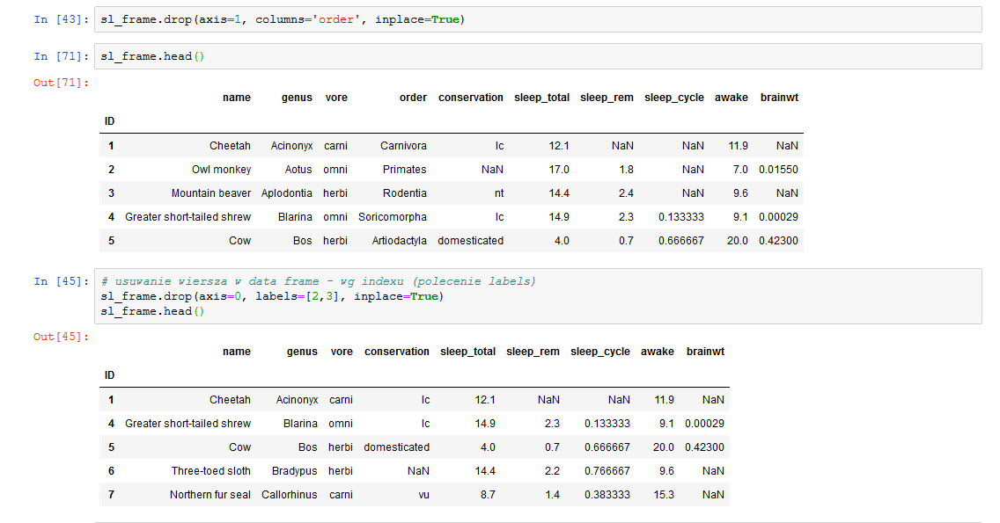 In [43]: sl_frame.drop(axis=1, columns='order', inplace=True)
In [71]: sl_frame.head()
Out[71]:
name genus vore order conservation sleep_total sleep_rem sleep_cycle awake brainwt
ID
1 Cheetah Acinonyx carni Carnivora lc 12.1 NaN NaN 11.9 NaN
2 Owl monkey Aotus omni Primates NaN 17.0 1.8 NaN 7.0 0.01550
3 Mountain beaver Aplodontia herbi Rodentia nt 14.4 2.4 NaN 9.6 NaN
4 Greater short-tailed shrew Blarina omni Soricomorpha lc 14.9 2.3 0.133333 9.1 0.00029
5 Cow Bos herbi Artiodactyla domesticated 4.0 0.7 0.666667 20.0 0.42300
In [45]: # usuwanie wiersza w data frame - wg indexu (polecenie labels)
sl_frame.drop(axis=0, labels=[2,3], inplace=True)
sl_frame.head()
Out[45]:
name genus vore conservation sleep_total sleep_rem sleep_cycle awake brainwt
ID
1 Cheetah Acinonyx carni lc 12.1 NaN NaN 11.9 NaN
4 Greater short-tailed shrew Blarina omni lc 14.9 2.3 0.133333 9.1 0.00029
5 Cow Bos herbi domesticated 4.0 0.7 0.666667 20.0 0.42300
6 Three-toed sloth Bradypus herbi NaN 14.4 2.2 0.766667 9.6 NaN
7 Northern fur seal Callorhinus carni vu 8.7 1.4 0.383333 15.3 NaN